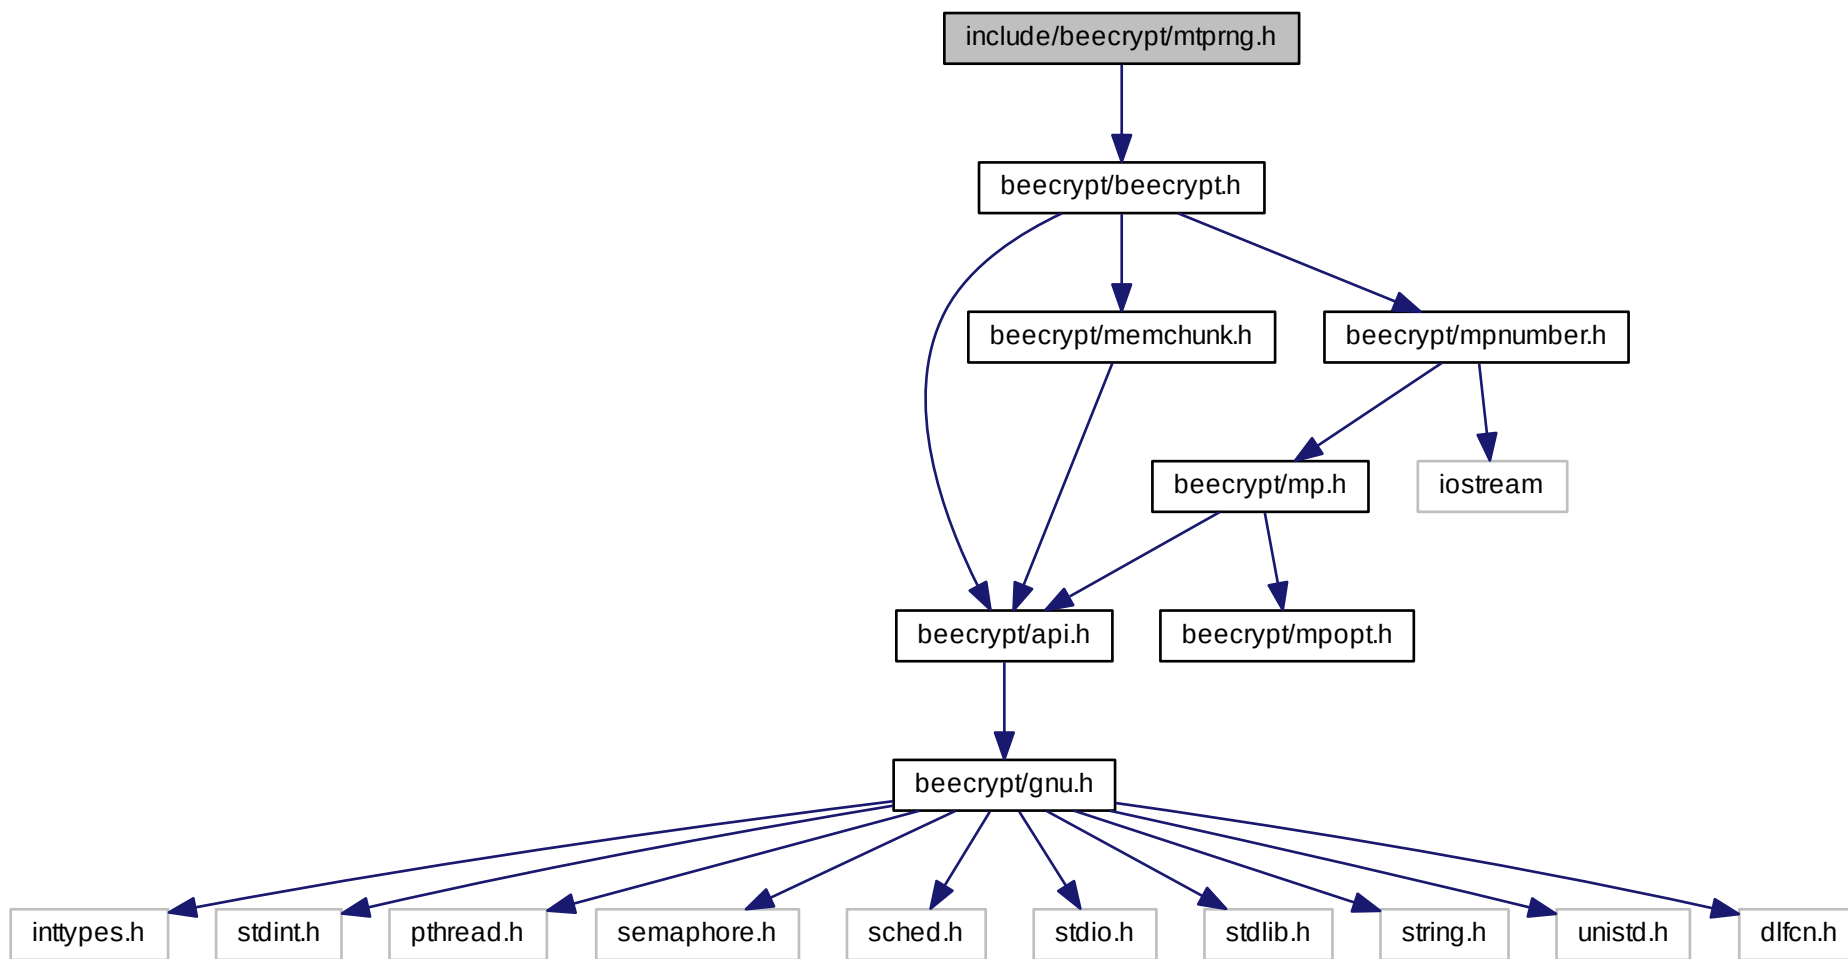 include/beecrypt/mtprng.h
beecrypt/beecrypt.h
beecrypt/memchunk.h
beecrypt/mpnumber.h
beecrypt/mp.h
iostream
beecrypt/api.h
beecrypt/mpopt.h
beecrypt/gnu.h
inttypes.h
stdint.h
pthread.h
semaphore.h
sched.h
stdio.h
stdlib.h
string.h
unistd.h
dlfcn.h